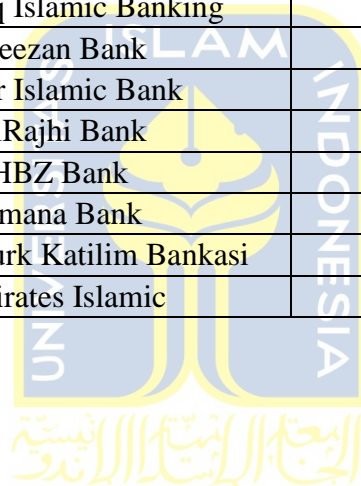 q Islamic Banking
eezan Bank
r Islamic Bank
Rajhi Bank
HBZ Bank
mana Bank
urk Katilim Bankasi
irates Islamic
ISLAM
UNIVERSITAS
INDONESIA